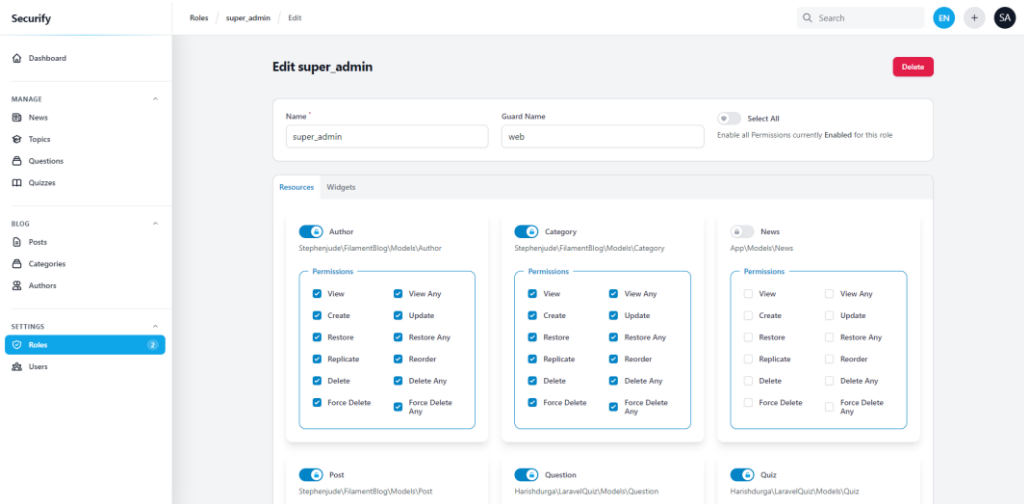 Securify
Roles / super_admin / Edit
Search
EN
+
SA
Dashboard
MANAGE
News
Topics
Questions
Quizzes
BLOG
Posts
Categories
Authors
SETTINGS
Roles 2
Users
Edit super_admin
Delete
Name *
super_admin
Guard Name
web
Select All
Enable all Permissions currently Enabled for this role
Resources Widgets
Author
Stephenjude\FilamentBlog\Models\Author
Permissions
View View Any
Create Update
Restore Restore Any
Replicate Reorder
Delete Delete Any
Force Delete Force Delete
Any
Category
Stephenjude\FilamentBlog\Models\Category
Permissions
View View Any
Create Update
Restore Restore Any
Replicate Reorder
Delete Delete Any
Force Delete Force Delete
Any
News
App\Models\News
Permissions
View View Any
Create Update
Restore Restore Any
Replicate Reorder
Delete Delete Any
Force Delete Force Delete
Any
Post
Stephenjude\FilamentBlog\Models\Post
Question
Harishdurga\LaravelQuiz\Models\Question
Quiz
Harishdurga\LaravelQuiz\Models\Quiz